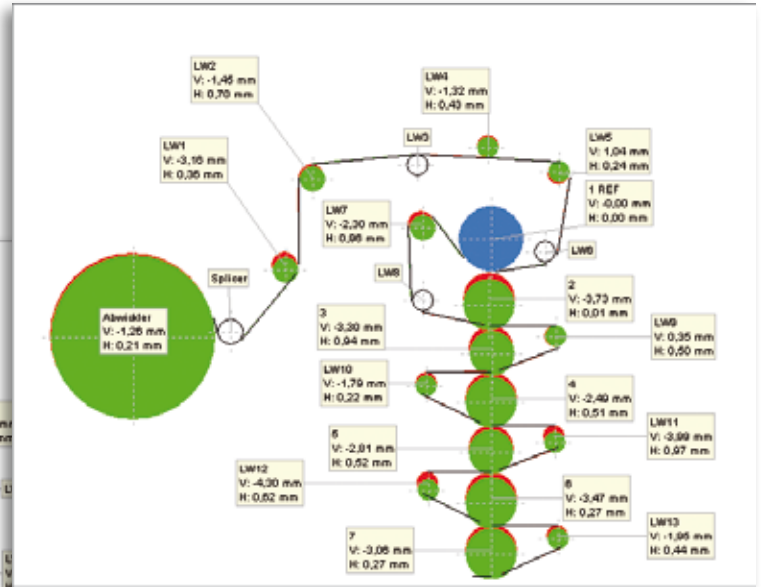 LW2
V: -1,45 mm
H: 0,70 mm
LW4
V: -1,32 mm
H: 0,43 mm
LW1
V: -3,16 mm
H: 0,36 mm
LW3
LW5
V: 1,04 mm
H: 0,24 mm
1 REF
V: -0,00 mm
H: 0,00 mm
LW7
V: -2,30 mm
H: 0,96 mm
LW6
Splicer
LW8
2
V: -3,73 mm
H: 0,01 mm
Abwickler
V: -1,26 mm
H: 0,21 mm
3
V: -3,30 mm
H: 0,94 mm
LW9
V: 0,35 mm
H: 0,50 mm
LW10
V: -1,79 mm
H: 0,22 mm
4
V: -2,49 mm
H: 0,51 mm
LW11
V: -3,99 mm
H: 0,97 mm
5
V: -2,81 mm
H: 0,52 mm
LW12
V: -4,30 mm
H: 0,62 mm
6
V: -3,47 mm
H: 0,27 mm
LW13
V: -1,95 mm
H: 0,44 mm
7
V: -3,06 mm
H: 0,27 mm